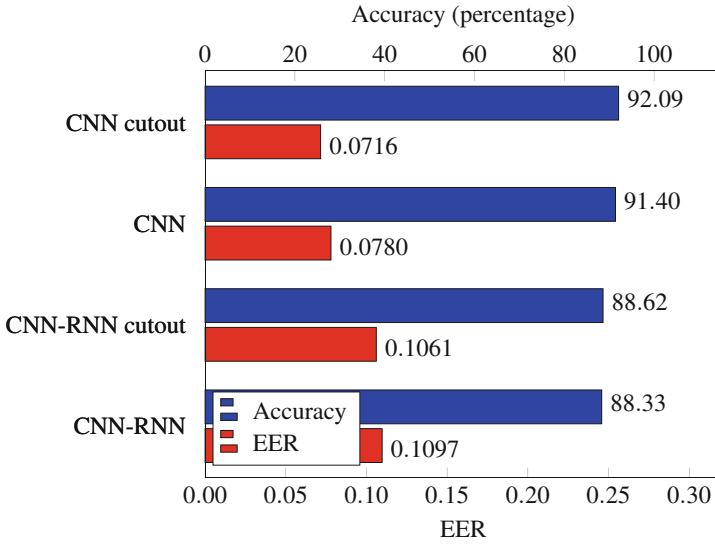 Accuracy (percentage)
0 20 40 60 80 100
CNN cutout
92.09
0.0716
CNN
91.40
0.0780
CNN-RNN cutout
88.62
0.1061
CNN-RNN
88.33
0.1097
Accuracy
EER
0.00 0.05 0.10 0.15 0.20 0.25 0.30
EER